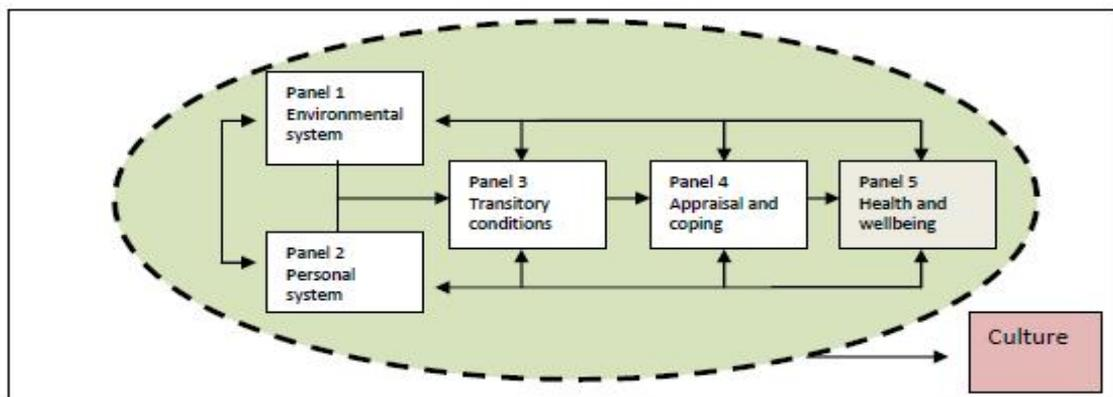 Panel 1
Environmental
system
Panel 2
Personal
system
Panel 3
Transitory
conditions
Panel 4
Appraisal and
coping
Panel 5
Health and
wellbeing
Culture